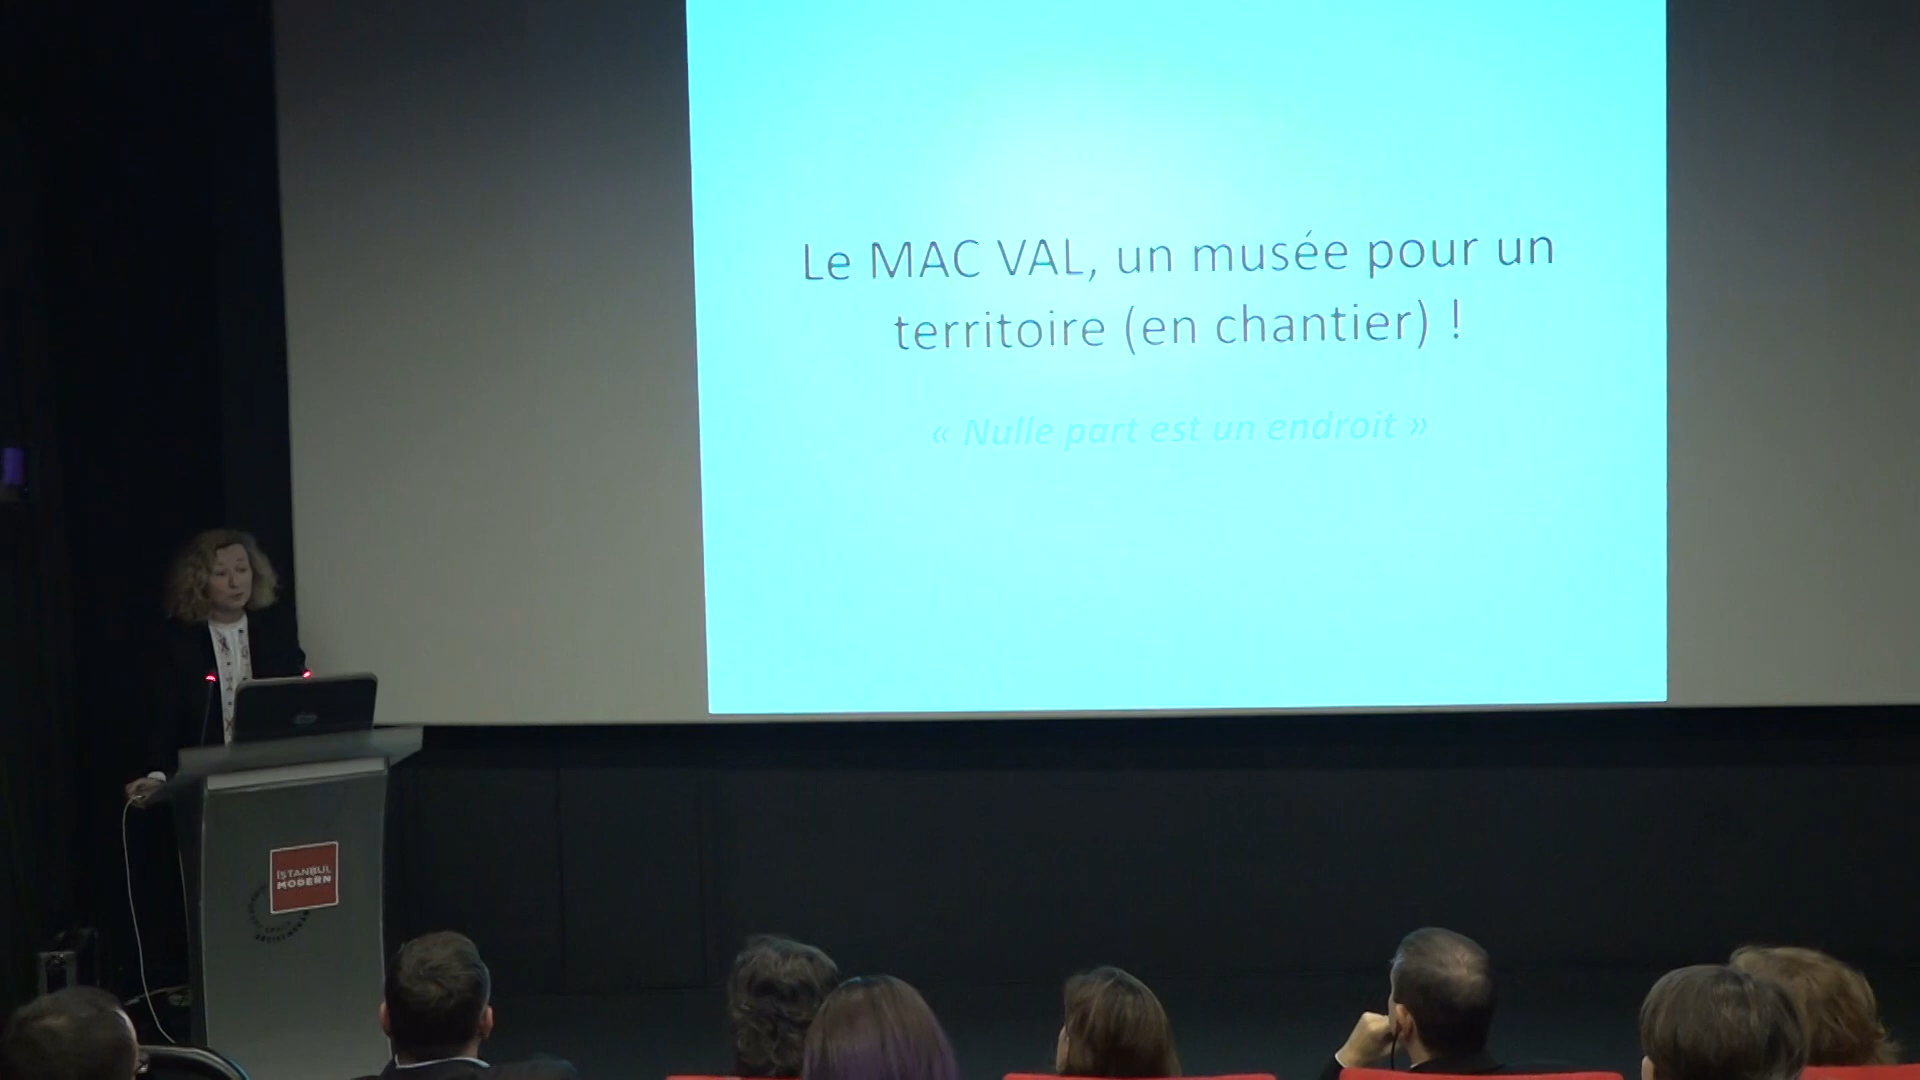 Le MAC VAL, un musée pour un
territoire (en chantier) !
« Nulle part est un endroit »
İSTANBUL
MODERN